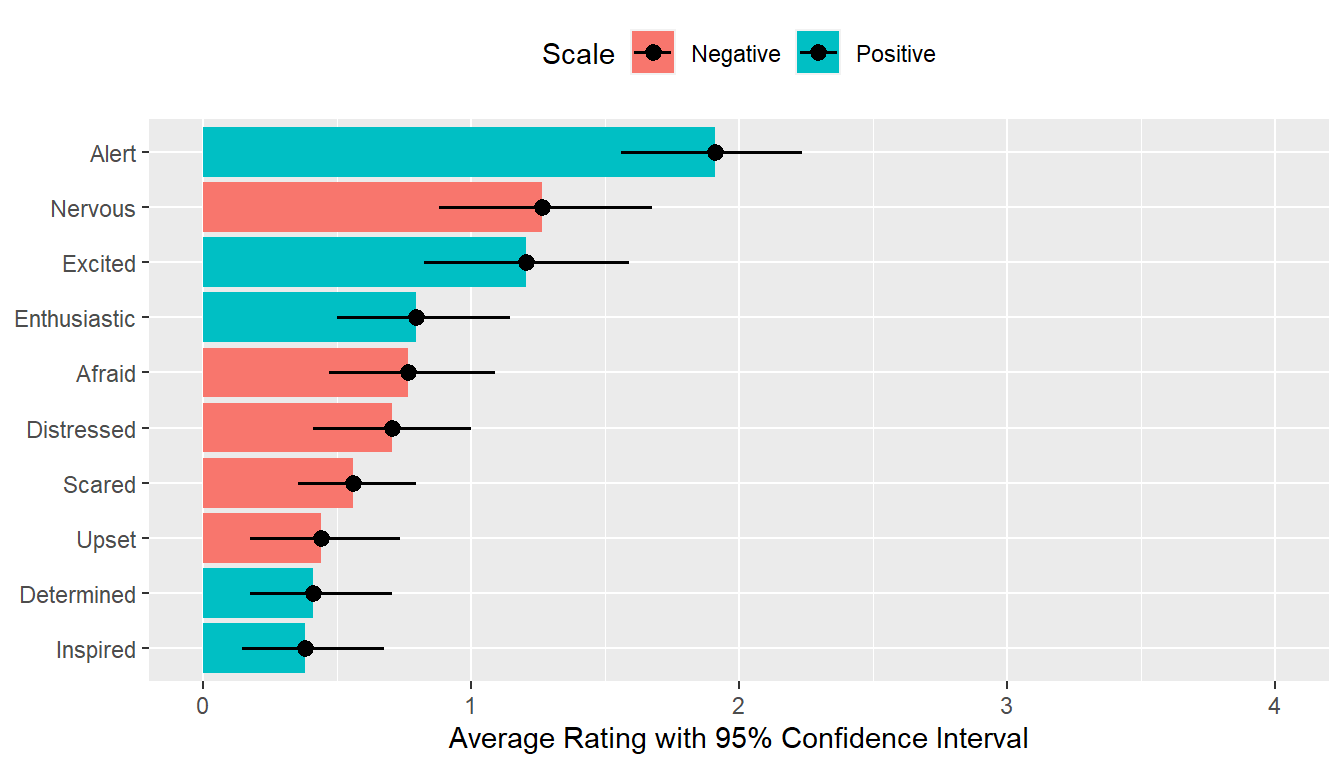 Scale Negative Positive
Alert
Nervous
Excited
Enthusiastic
Afraid
Distressed
Scared
Upset
Determined
Inspired
0 1 2 3 4
Average Rating with 95% Confidence Interval